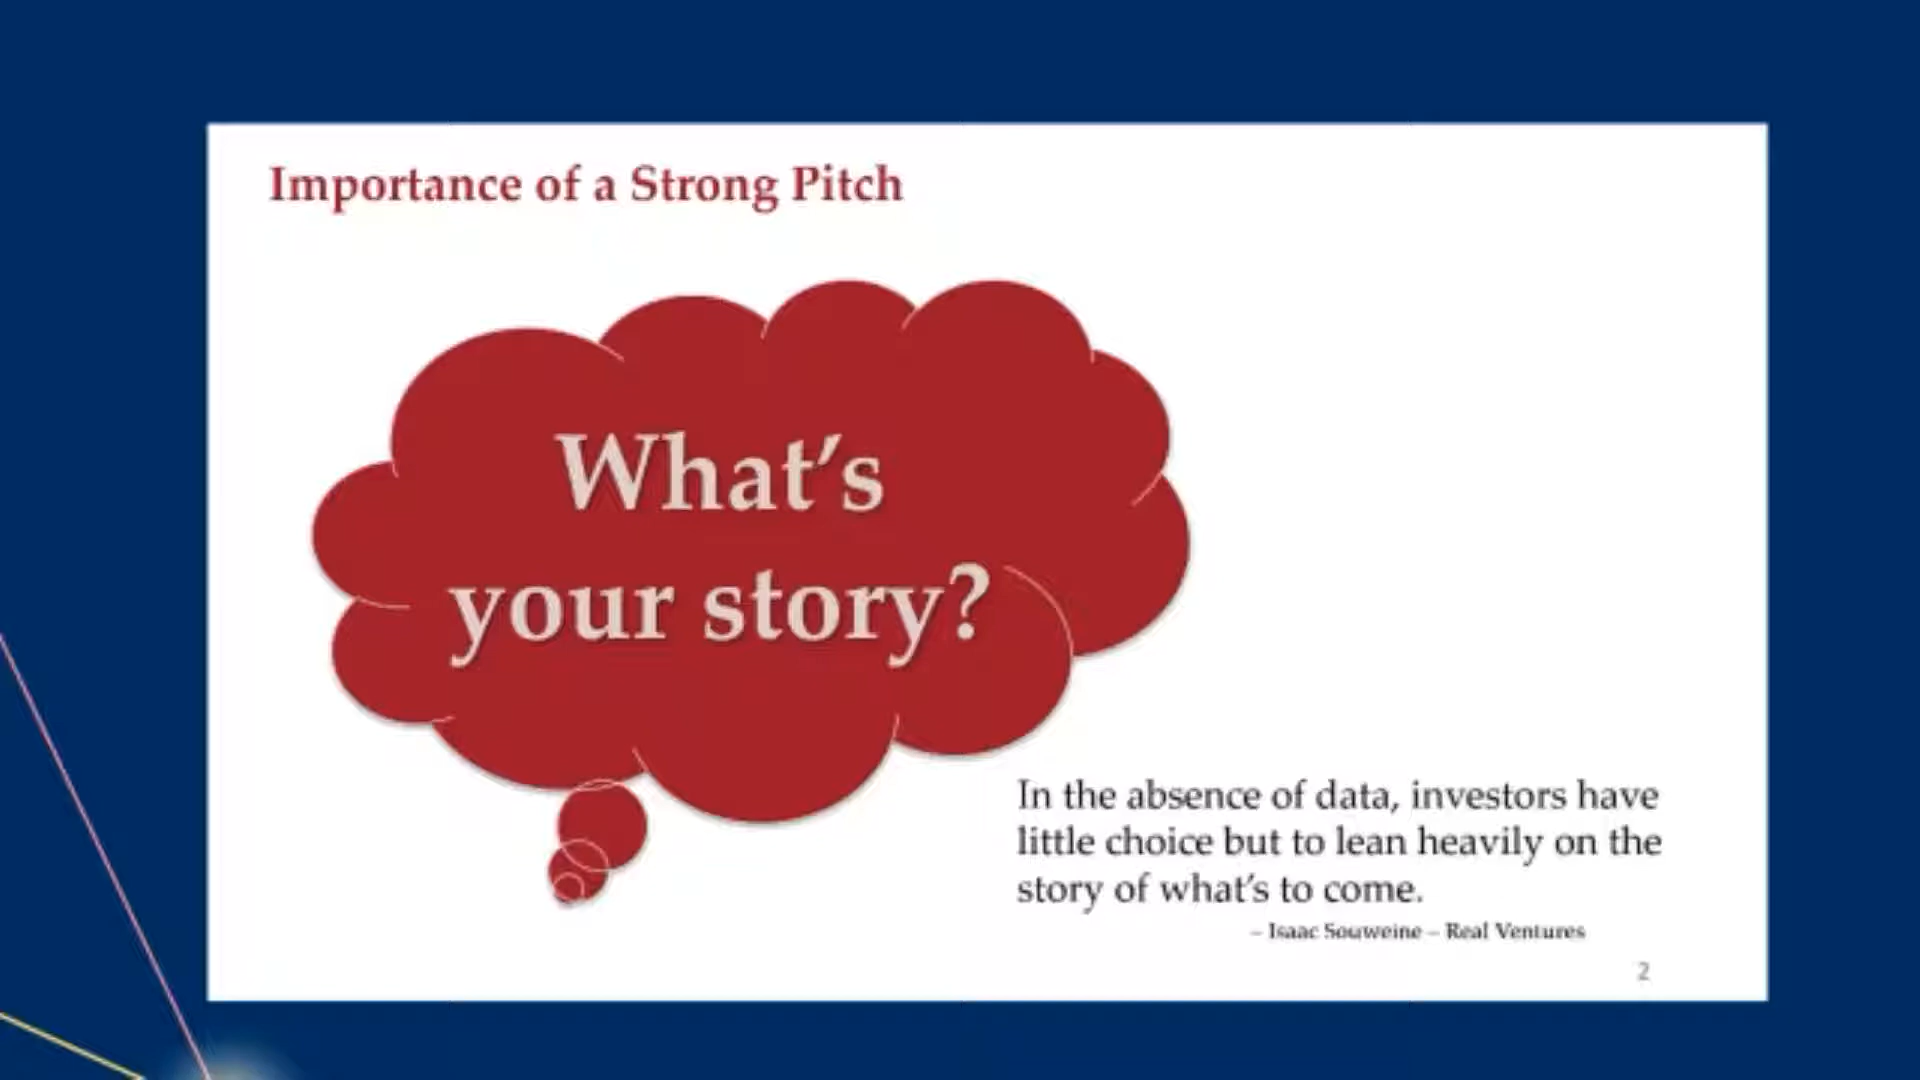 Importance of a Strong Pitch
What’s
your story?
In the absence of data, investors have
little choice but to lean heavily on the
story of what’s to come.
– Isaac Souweine – Real Ventures
2